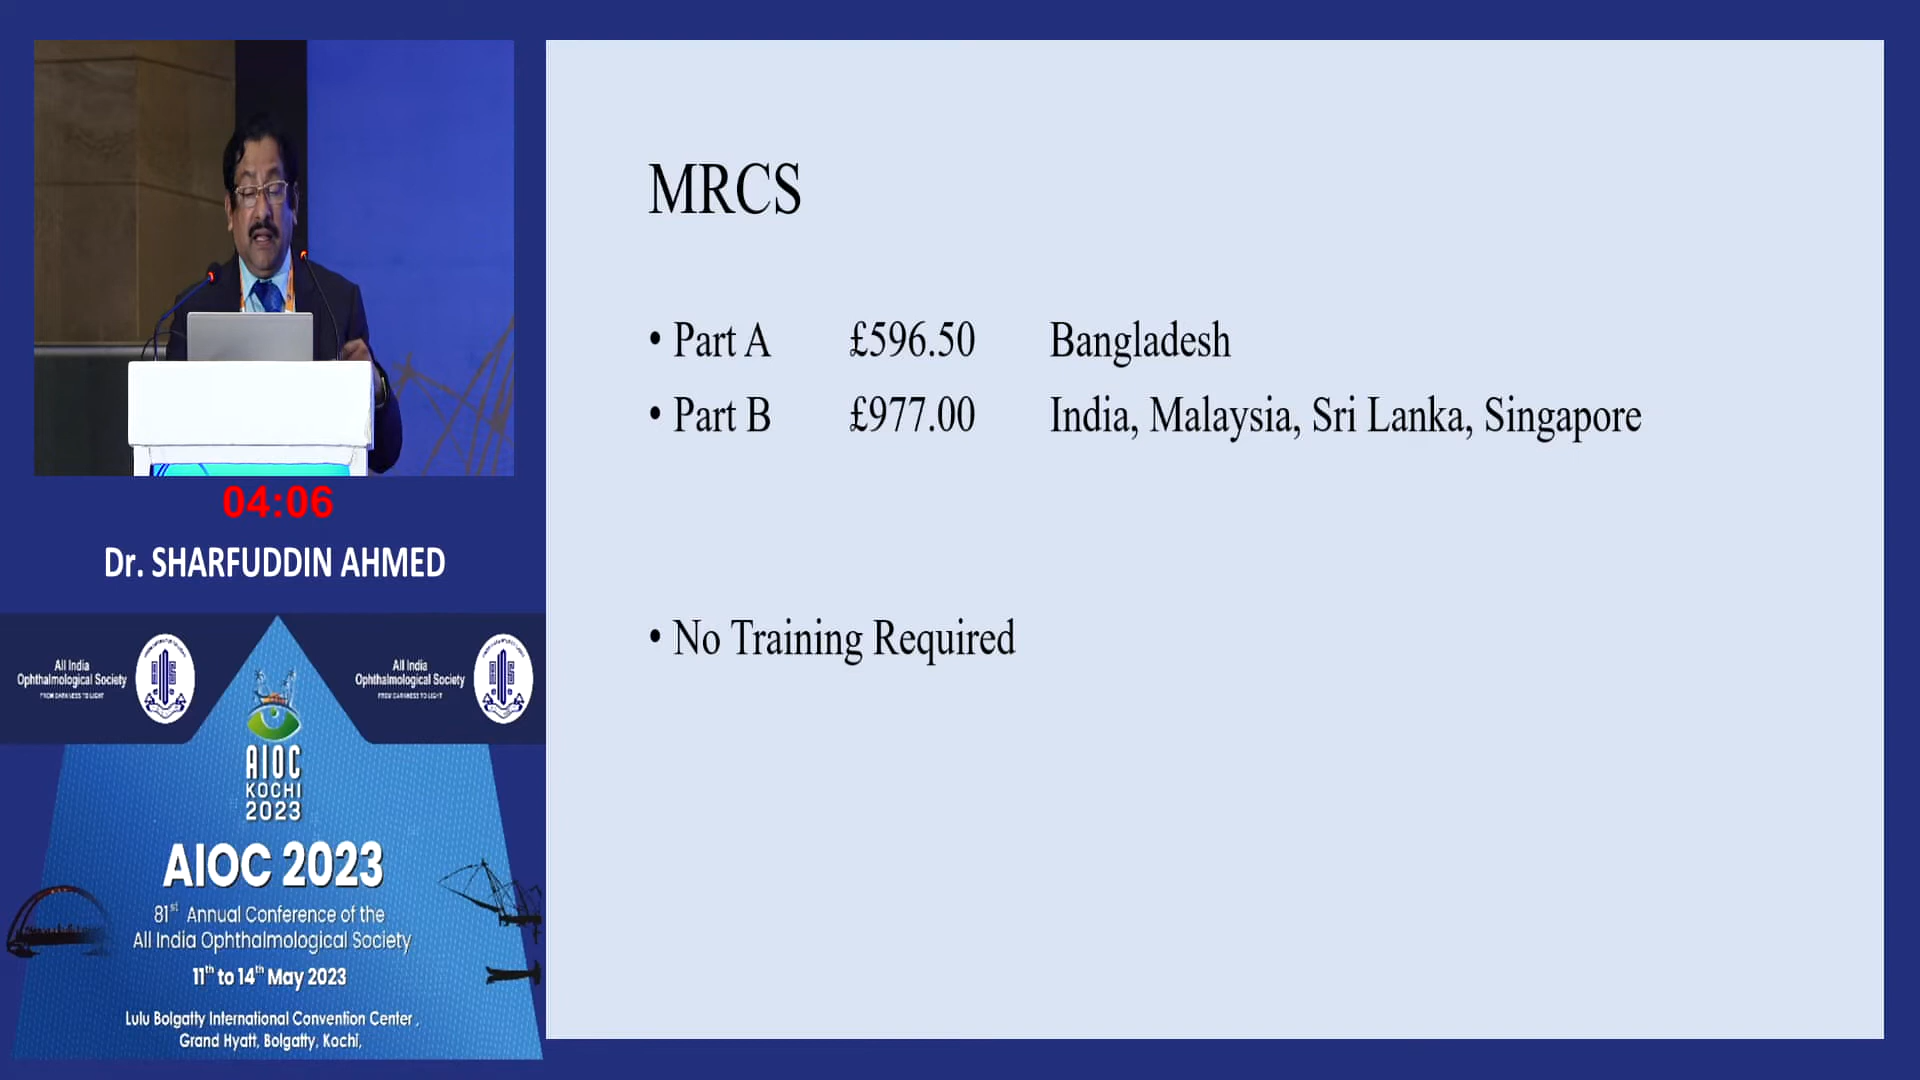 MRCS
• Part A £596.50 Bangladesh
• Part B £977.00 India, Malaysia, Sri Lanka, Singapore
• No Training Required
04:06
Dr. SHARFUDDIN AHMED
All India
Ophthalmological Society
FROM DARKNESS TO LIGHT
All India
Ophthalmological Society
FROM DARKNESS TO LIGHT
AIOC
KOCHI
2023
AIOC 2023
81st Annual Conference of the
All India Ophthalmological Society
11th to 14th May 2023
Lulu Bolgatty International Convention Center ,
Grand Hyatt, Bolgatty, Kochi,